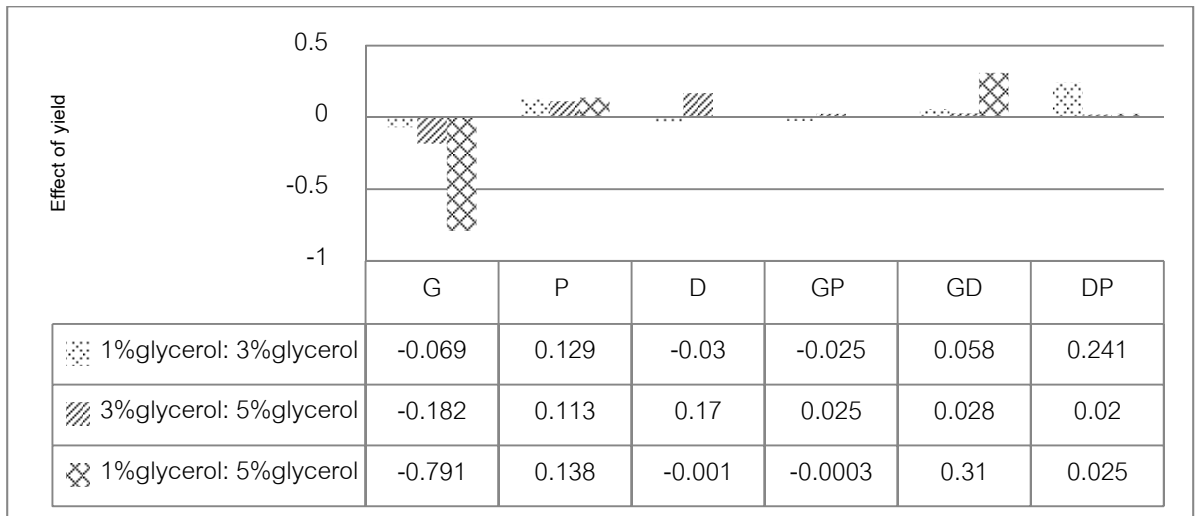 0.5
0
-0.5
-1
Effect of yield
G P D GP GD DP
1%glycerol: 3%glycerol -0.069 0.129 -0.03 -0.025 0.058 0.241
3%glycerol: 5%glycerol -0.182 0.113 0.17 0.025 0.028 0.02
1%glycerol: 5%glycerol -0.791 0.138 -0.001 -0.0003 0.31 0.025